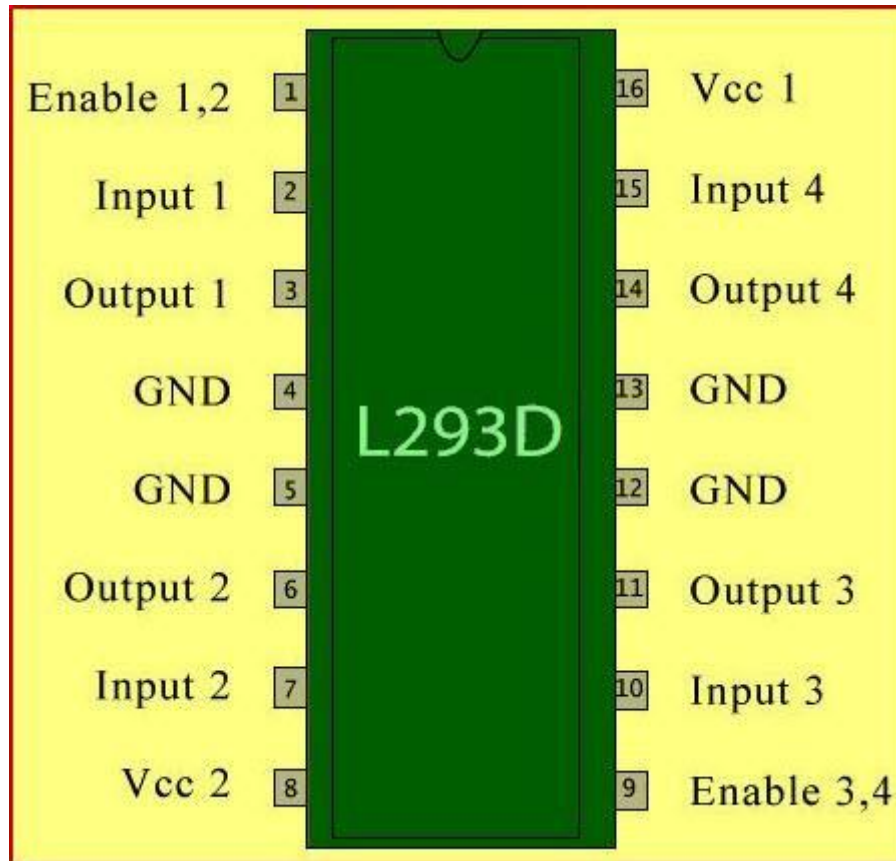 Enable 1,2 1
Input 1 2
Output 1 3
GND 4
GND 5
Output 2 6
Input 2 7
Vcc 2 8
L293D
16 Vcc 1
15 Input 4
14 Output 4
13 GND
12 GND
11 Output 3
10 Input 3
9 Enable 3,4